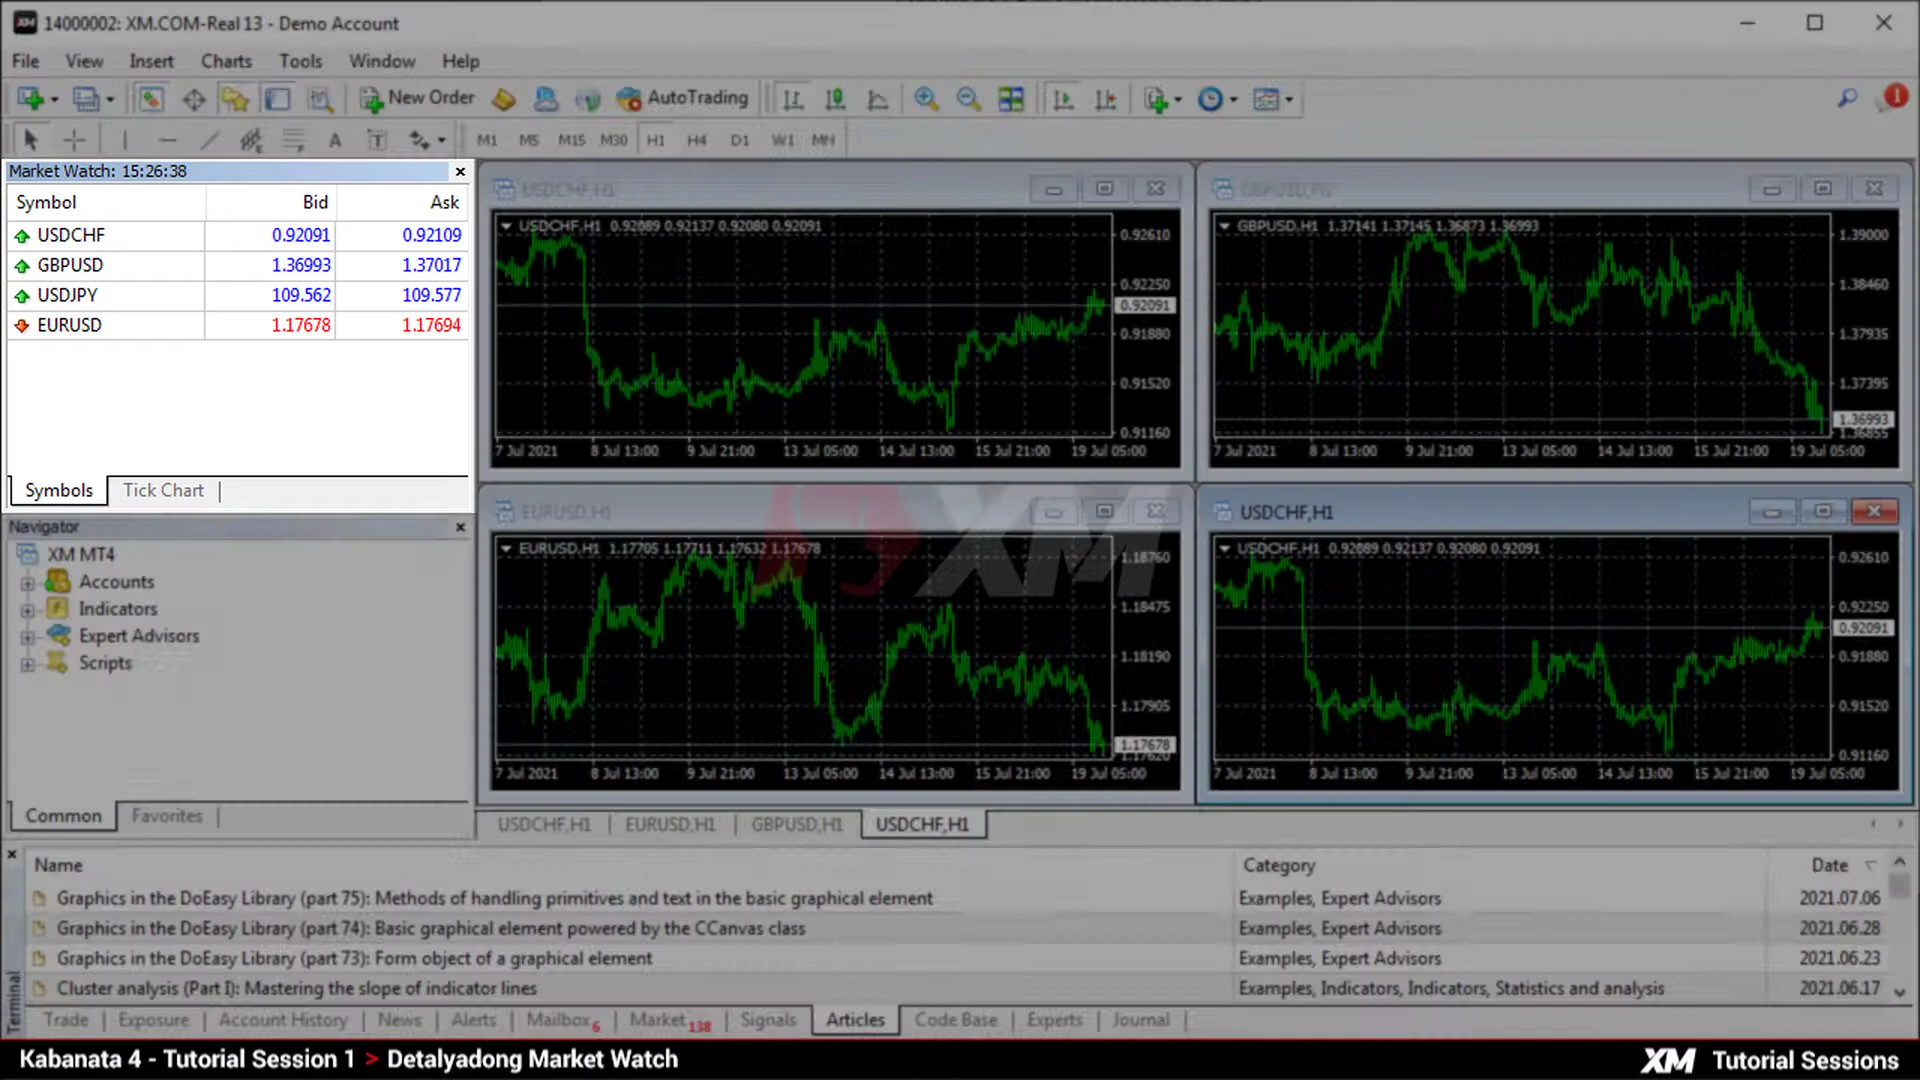 14000002: XM.COM-Real 13 - Demo Account
File View Insert Charts Tools Window Help
New Order AutoTrading 1
A T M1 M5 M15 M30 H1 H4 D1 W1 MN
Market Watch: 15:26:38
Symbol Bid Ask
USDCHF 0.92091 0.92109
GBPUSD 1.36993 1.37017
USDJPY 109.562 109.577
EURUSD 1.17678 1.17694
Symbols Tick Chart
Navigator
XM MT4
Accounts
Indicators
Expert Advisors
Scripts
Common Favorites
USDCHF,H1
USDCHF,H1 0.92089 0.92137 0.92080 0.92091
0.92610
0.92250
0.92091
0.91880
0.91520
0.91160
7 Jul 2021 8 Jul 13:00 9 Jul 21:00 13 Jul 05:00 14 Jul 13:00 15 Jul 21:00 19 Jul 05:00
GBPUSD,H1
GBPUSD,H1 1.37141 1.37145 1.36873 1.36993
1.39000
1.38460
1.37935
1.37395
1.36993
1.36855
7 Jul 2021 8 Jul 13:00 9 Jul 21:00 13 Jul 05:00 14 Jul 13:00 15 Jul 21:00 19 Jul 05:00
EURUSD,H1
EURUSD,H1 1.17705 1.17711 1.17632 1.17678
1.18760
1.18475
1.18190
1.17905
1.17678
1.17620
7 Jul 2021 8 Jul 13:00 9 Jul 21:00 13 Jul 05:00 14 Jul 13:00 15 Jul 21:00 19 Jul 05:00
XM
USDCHF,H1
USDCHF,H1 0.92089 0.92137 0.92080 0.92091
0.92610
0.92250
0.92091
0.91880
0.91520
0.91160
7 Jul 2021 8 Jul 13:00 9 Jul 21:00 13 Jul 05:00 14 Jul 13:00 15 Jul 21:00 19 Jul 05:00
USDCHF,H1 EURUSD,H1 GBPUSD,H1 USDCHF,H1
Name Category Date
Graphics in the DoEasy Library (part 75): Methods of handling primitives and text in the basic graphical element Examples, Expert Advisors 2021.07.06
Graphics in the DoEasy Library (part 74): Basic graphical element powered by the CCanvas class Examples, Expert Advisors 2021.06.28
Graphics in the DoEasy Library (part 73): Form object of a graphical element Examples, Expert Advisors 2021.06.23
Cluster analysis (Part I): Mastering the slope of indicator lines Examples, Indicators, Indicators, Statistics and analysis 2021.06.17
Terminal
Trade Exposure Account History News Alerts Mailbox 6 Market 138 Signals Articles Code Base Experts Journal
Kabanata 4 - Tutorial Session 1 > Detalyadong Market Watch
XM Tutorial Sessions